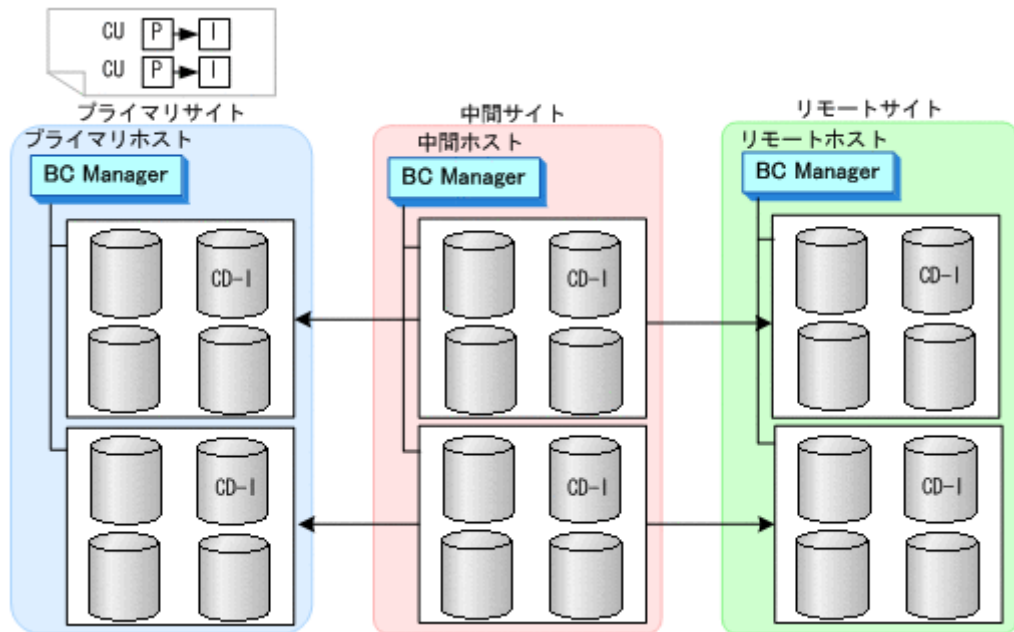 CU P I
CU P I
プライマリサイト
中間サイト
リモートサイト
プライマリホスト
中間ホスト
リモートホスト
BC Manager
BC Manager
BC Manager
CD-I
CD-I
CD-I
CD-I
CD-I
CD-I